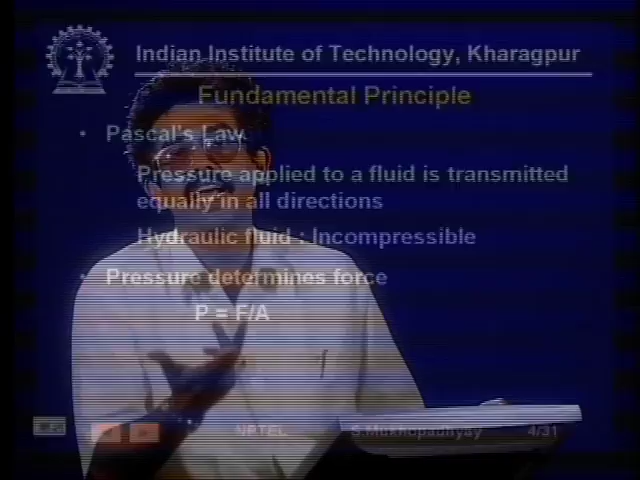 Indian Institute of Technology, Kharagpur
Fundamental Principle
• Pascal's Law
Pressure applied to a fluid is transmitted
equally in all directions
Hydraulic fluid : Incompressible
• Pressure determines force
P = F/A
NPTEL S.Mukhopadhyay 4/31